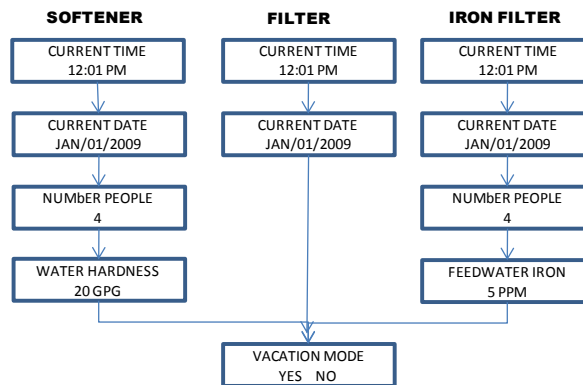 SOFTENER
FILTER
IRON FILTER
CURRENT TIME
12:01 PM
CURRENT TIME
12:01 PM
CURRENT TIME
12:01 PM
CURRENT DATE
JAN/01/2009
CURRENT DATE
JAN/01/2009
CURRENT DATE
JAN/01/2009
NUMbER PEOPLE
4
NUMbER PEOPLE
4
WATER HARDNESS
20 GPG
FEEDWATER IRON
5 PPM
VACATION MODE
YES NO